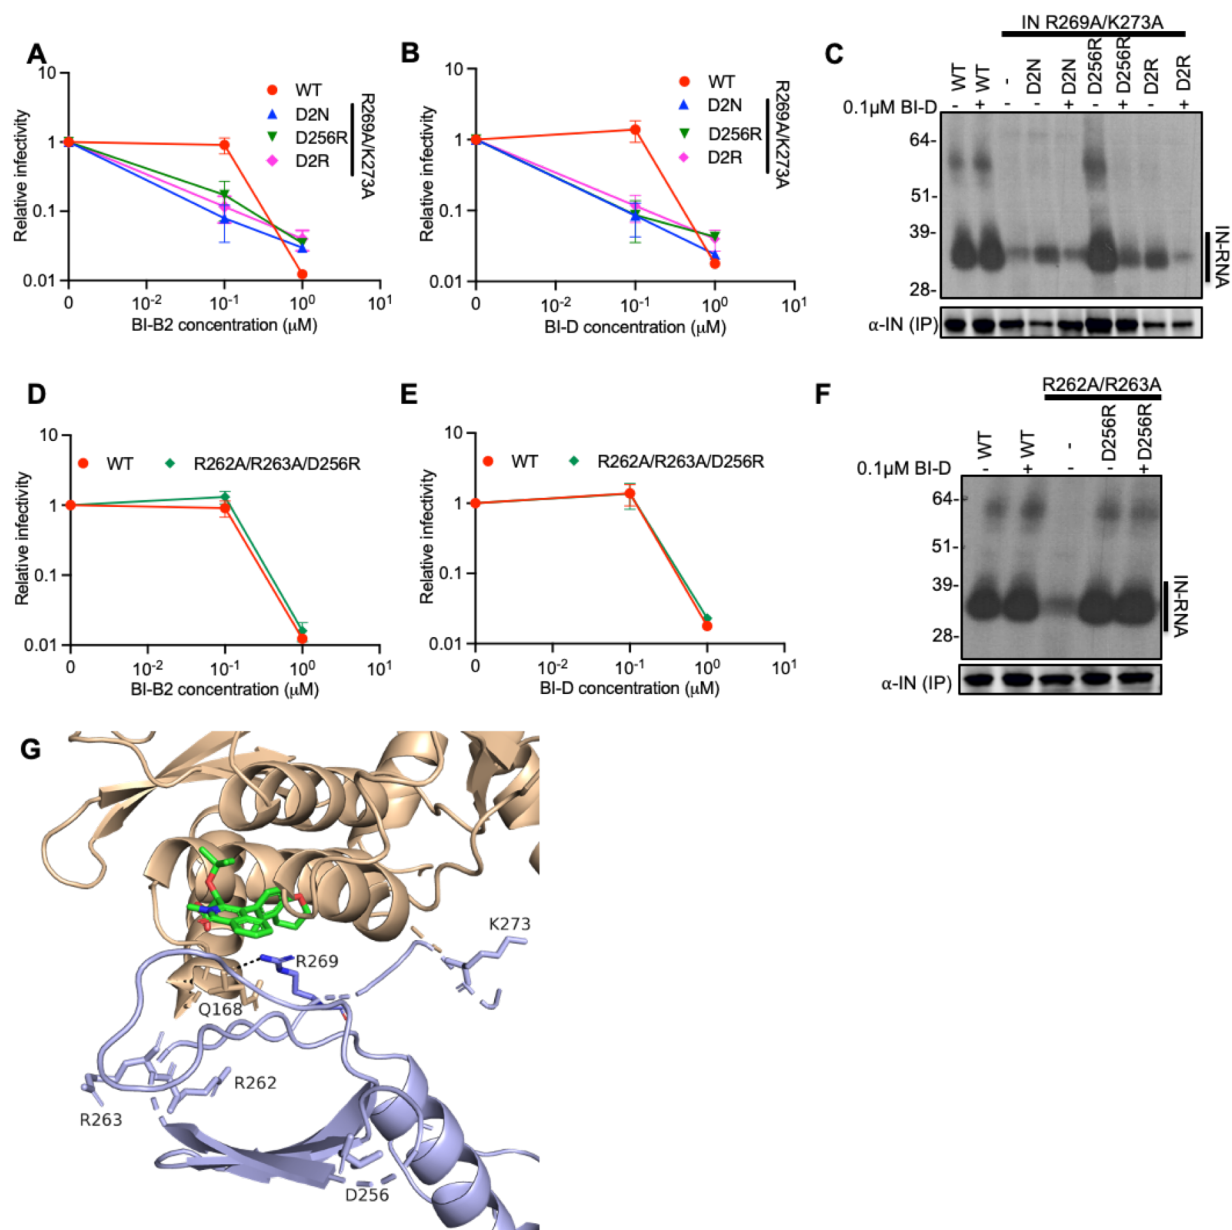 A
10
1
0.1
0.01
Relative infectivity
0
10-2
10-1
100
101
BI-B2 concentration (μM)
WT
D2N
D256R
D2R
R269A/K273A
B
10
1
0.1
0.01
Relative infectivity
0
10-2
10-1
100
101
BI-D concentration (μM)
WT
D2N
D256R
D2R
R269A/K273A
C
IN R269A/K273A
WT WT - D2N D2N D256R D256R D2R D2R
0.1μM BI-D - + - + - + - +
64-
51-
39-
28-
IN-RNA
α-IN (IP)
D
10
1
0.1
0.01
Relative infectivity
WT R262A/R263A/D256R
0
10-2
10-1
100
101
BI-B2 concentration (μM)
E
10
1
0.1
0.01
Relative infectivity
WT R262A/R263A/D256R
0
10-2
10-1
100
101
BI-D concentration (μM)
F
R262A/R263A
WT WT - D256R D256R
0.1μM BI-D - + - +
64-
51-
39-
28-
IN-RNA
α-IN (IP)
G
K273
R269
Q168
R262
R263
D256